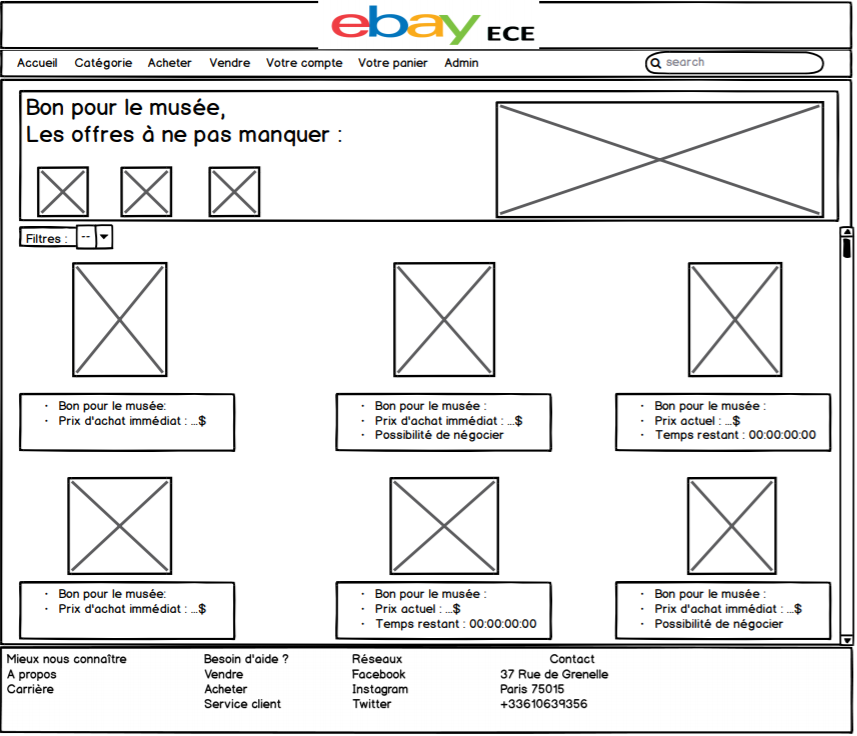 ebay ECE
Accueil Catégorie Acheter Vendre Votre compte Votre panier Admin search
Bon pour le musée,
Les offres à ne pas manquer :
Filtres : --
· Bon pour le musée:
· Prix d'achat immédiat : ...$
· Bon pour le musée :
· Prix d'achat immédiat : ...$
· Possibilité de négocier
· Bon pour le musée :
· Prix actuel : ...$
· Temps restant : 00:00:00:00
· Bon pour le musée:
· Prix d'achat immédiat : ...$
· Bon pour le musée :
· Prix actuel : ...$
· Temps restant : 00:00:00:00
· Bon pour le musée :
· Prix d'achat immédiat : ...$
· Possibilité de négocier
Mieux nous connaître
A propos
Carrière
Besoin d'aide ?
Vendre
Acheter
Service client
Réseaux
Facebook
Instagram
Twitter
Contact
37 Rue de Grenelle
Paris 75015
+33610639356